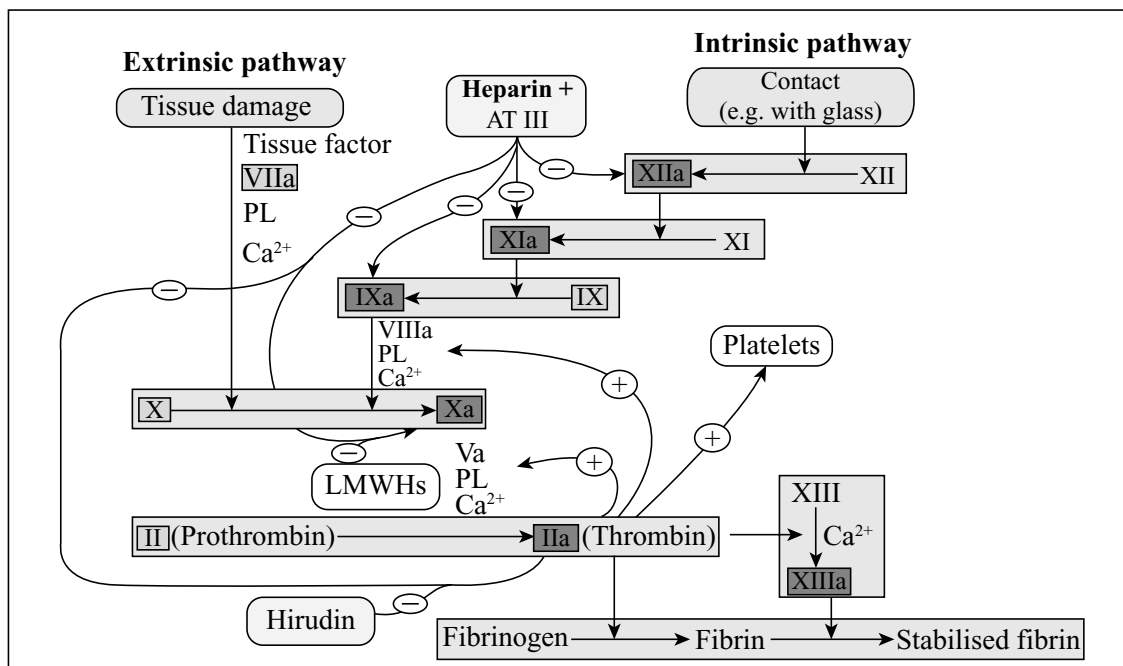 Extrinsic pathway
Tissue damage
Tissue factor
VIIa
PL
Ca²⁺
Heparin +
AT III
Intrinsic pathway
Contact
(e.g. with glass)
−
−
−
−
−
XIIa
XII
XIa
XI
IXa
IX
VIIIa
PL
Ca²⁺
Platelets
+
+
X
Xa
−
LMWHs
Va
PL
Ca²⁺
+
II (Prothrombin)
IIa (Thrombin)
XIII
Ca²⁺
XIIIa
Hirudin
−
Fibrinogen
Fibrin
Stabilised fibrin